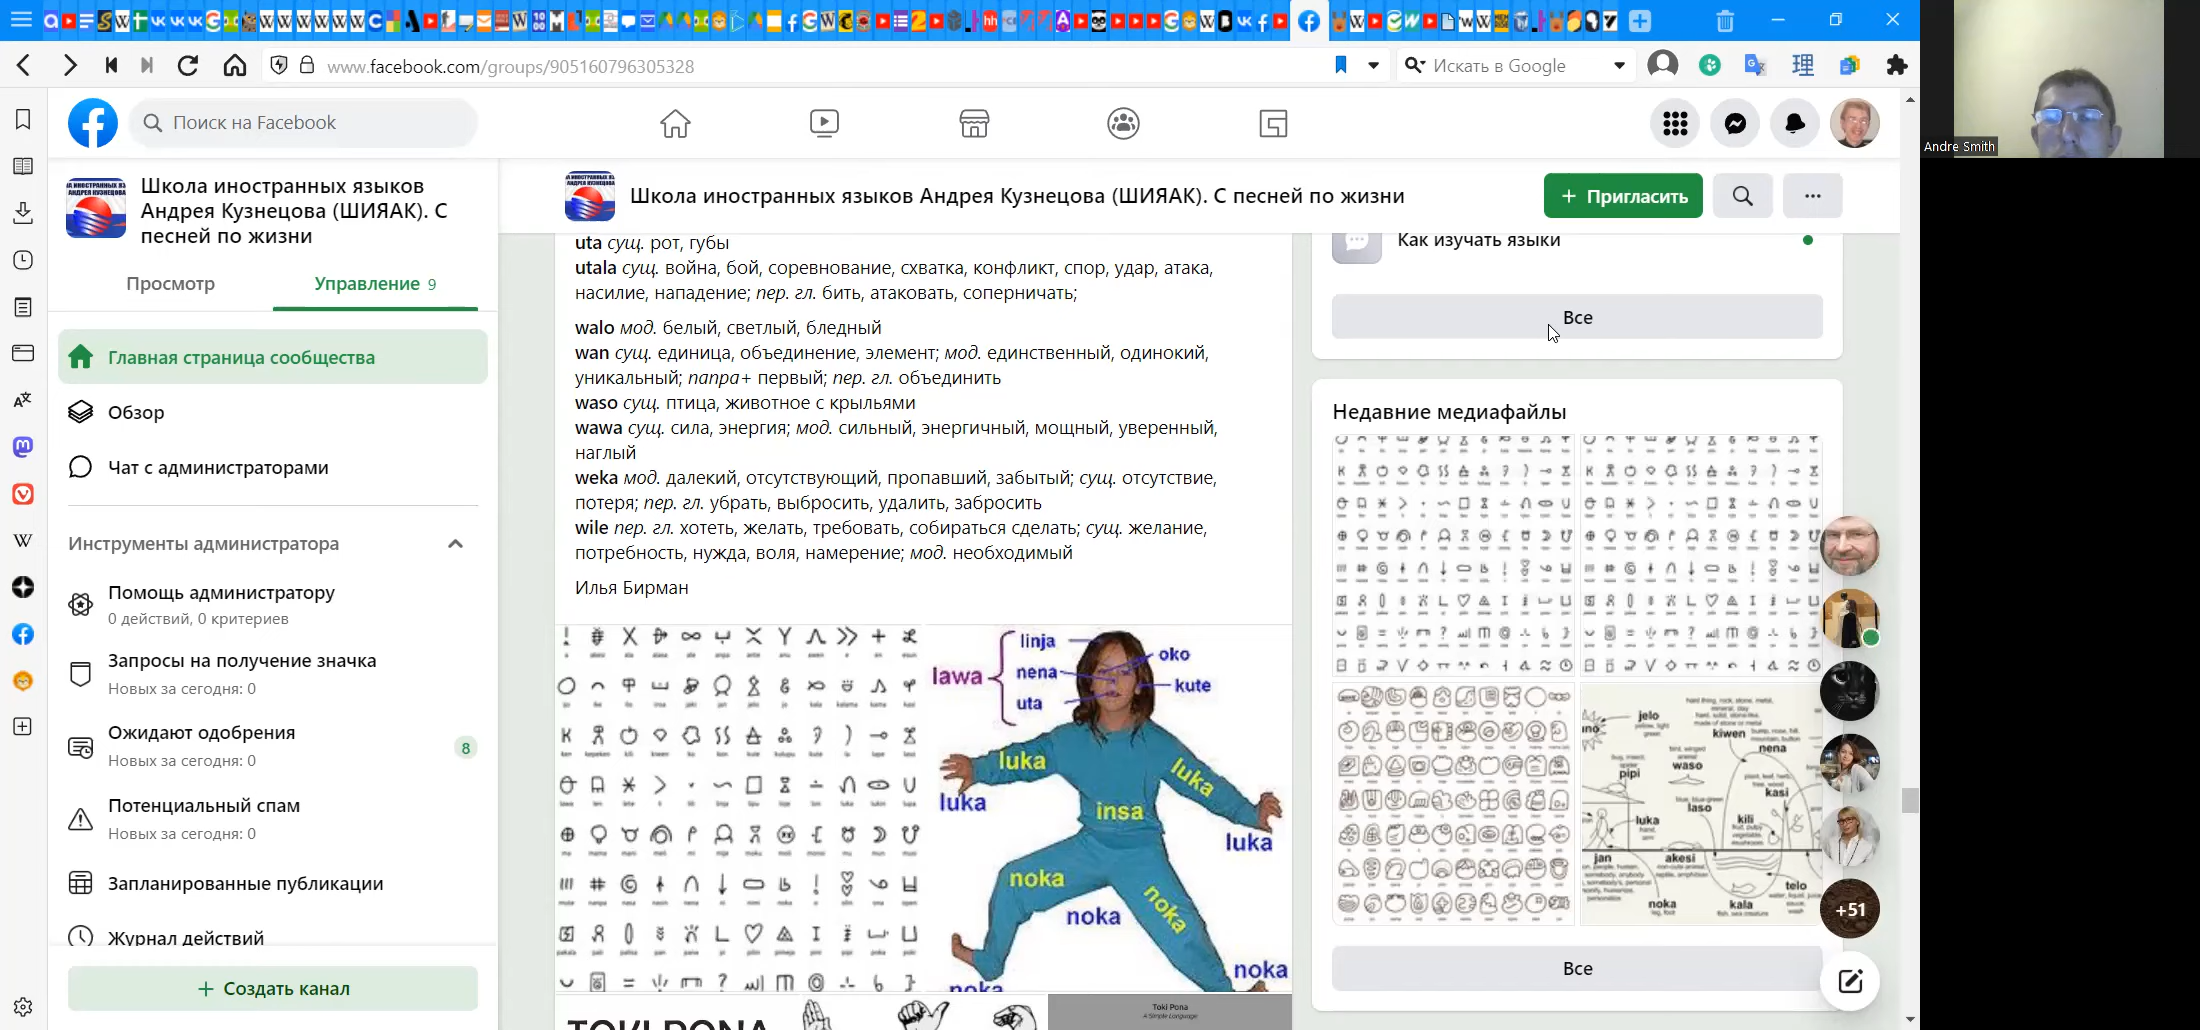 www.facebook.com/groups/905160796305328
Искать в Google
Andre Smith
Поиск на Facebook
Школа иностранных языков
Андрея Кузнецова (ШИЯАК). С
песней по жизни
Просмотр
Управление 9
Главная страница сообщества
Обзор
Чат с администраторами
Инструменты администратора
Помощь администратору
0 действий, 0 критериев
Запросы на получение значка
Новых за сегодня: 0
Ожидают одобрения
Новых за сегодня: 0
8
Потенциальный спам
Новых за сегодня: 0
Запланированные публикации
Журнал действий
+ Создать канал
Школа иностранных языков Андрея Кузнецова (ШИЯАК). С песней по жизни
+ Пригласить
uta сущ. рот, губы
utala сущ. война, бой, соревнование, схватка, конфликт, спор, удар, атака,
насилие, нападение; пер. гл. бить, атаковать, соперничать;
walo мод. белый, светлый, бледный
wan сущ. единица, объединение, элемент; мод. единственный, одинокий,
уникальный; папра+ первый; пер. гл. объединить
waso сущ. птица, животное с крыльями
wawa сущ. сила, энергия; мод. сильный, энергичный, мощный, уверенный,
наглый
weka мод. далекий, отсутствующий, пропавший, забытый; сущ. отсутствие,
потеря; пер. гл. убрать, выбросить, удалить, забросить
wile пер. гл. хотеть, желать, требовать, собираться сделать; сущ. желание,
потребность, нужда, воля, намерение; мод. необходимый
Илья Бирман
linja
oko
lawa
nena
kute
uta
luka
luka
luka
insa
luka
noka
noka
noka
noka
noka
TOKI PONA
Toki Pona
A Simple Language
Как изучать языки
Все
Недавние медиафайлы
jelo
kiwen
nena
waso
pipi
kasi
laso
luka
kili
jan
akesi
telo
noka
kala
+51
Все